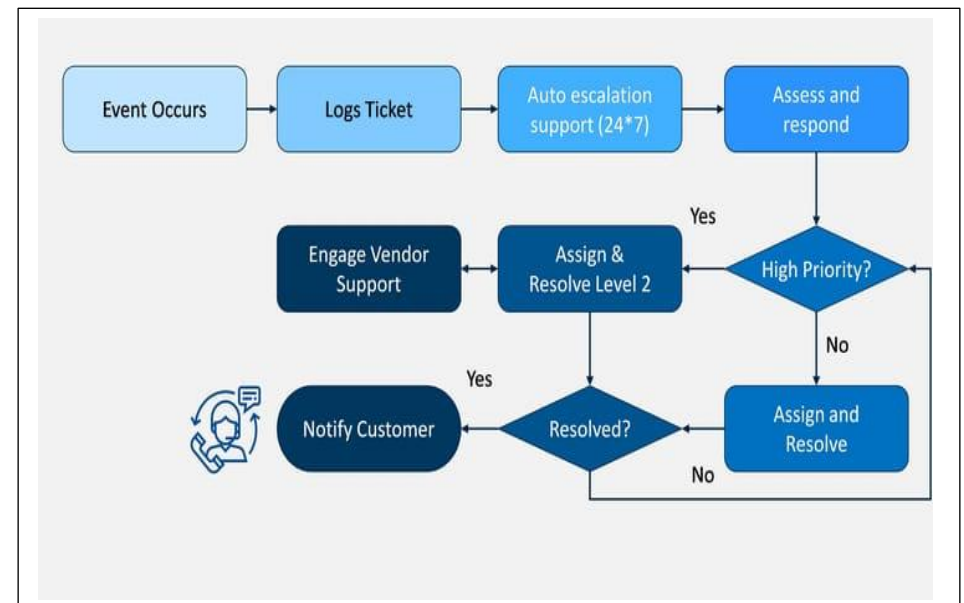 Event Occurs
Logs Ticket
Auto escalation
support (24*7)
Assess and
respond
Yes
Engage Vendor
Support
Assign &
Resolve Level 2
High Priority?
No
Yes
Notify Customer
Resolved?
Assign and
Resolve
No